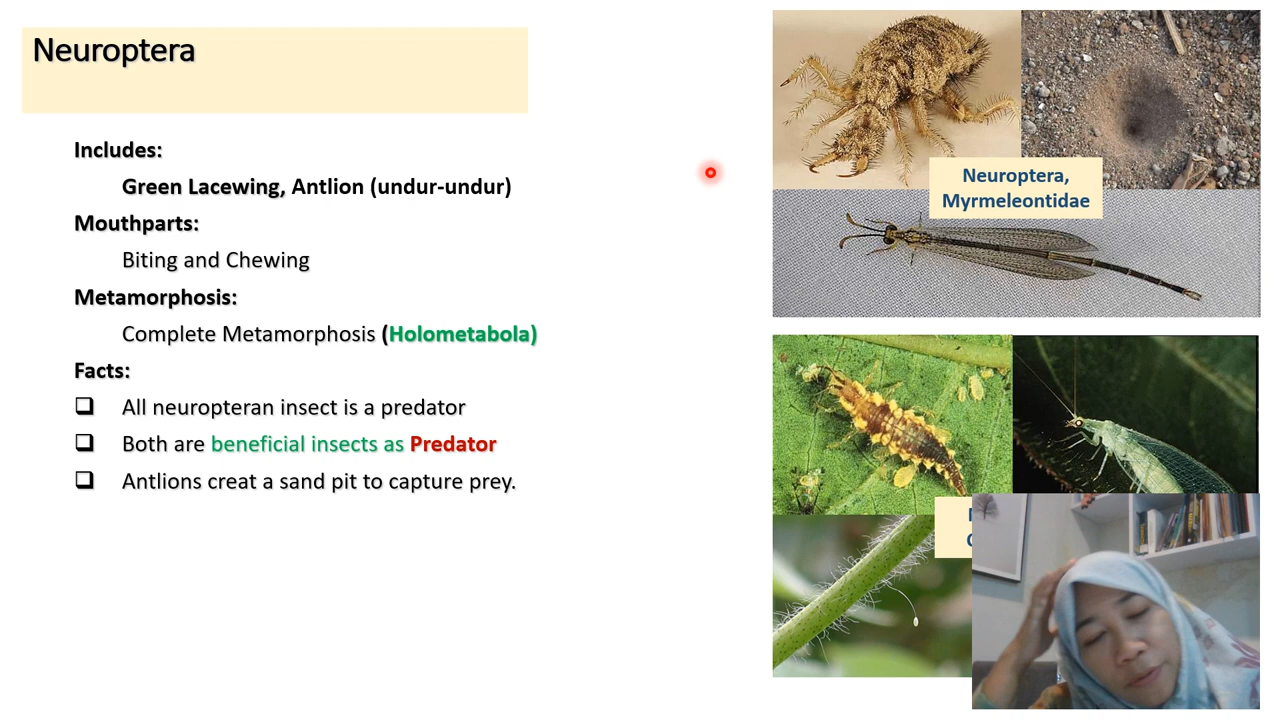 Neuroptera
Includes:
Green Lacewing, Antlion (undur-undur)
Mouthparts:
Biting and Chewing
Metamorphosis:
Complete Metamorphosis (Holometabola)
Facts:
All neuropteran insect is a predator
Both are beneficial insects as Predator
Antlions creat a sand pit to capture prey.
Neuroptera,
Myrmeleontidae